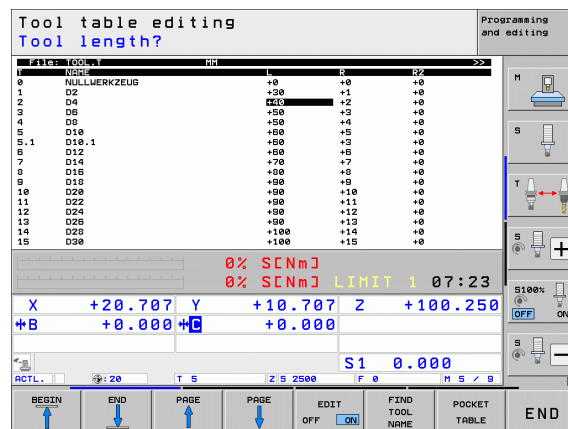 Tool table editing
Tool length?
Programming
and editing
File: TOOL.T MM >>
T NAME L R R2
0 NULLWERKZEUG +0 +0 +0
1 D2 +30 +1 +0
2 D4 +40 +2 +0
3 D6 +50 +3 +0
4 D8 +50 +4 +0
5 D10 +60 +5 +0
5.1 D10.1 +60 +3 +0
6 D12 +60 +6 +0
7 D14 +70 +7 +0
8 D16 +80 +8 +0
9 D18 +90 +9 +0
10 D20 +90 +10 +0
11 D22 +90 +11 +0
12 D24 +90 +12 +0
13 D26 +90 +13 +0
14 D28 +100 +14 +0
15 D30 +100 +15 +0
0% S[Nm]
0% S[Nm] LIMIT 1 07:23
X +20.707 Y +10.707 Z +100.250
B +0.000 C +0.000
S1 0.000
ACTL. : 20 T 5 Z S 2500 F 0 M 5 / 9
M
S
T
S
+
S100%
OFF ON
S
–
BEGIN
END
PAGE
PAGE
EDIT
OFF ON
FIND
TOOL
NAME
POCKET
TABLE
END